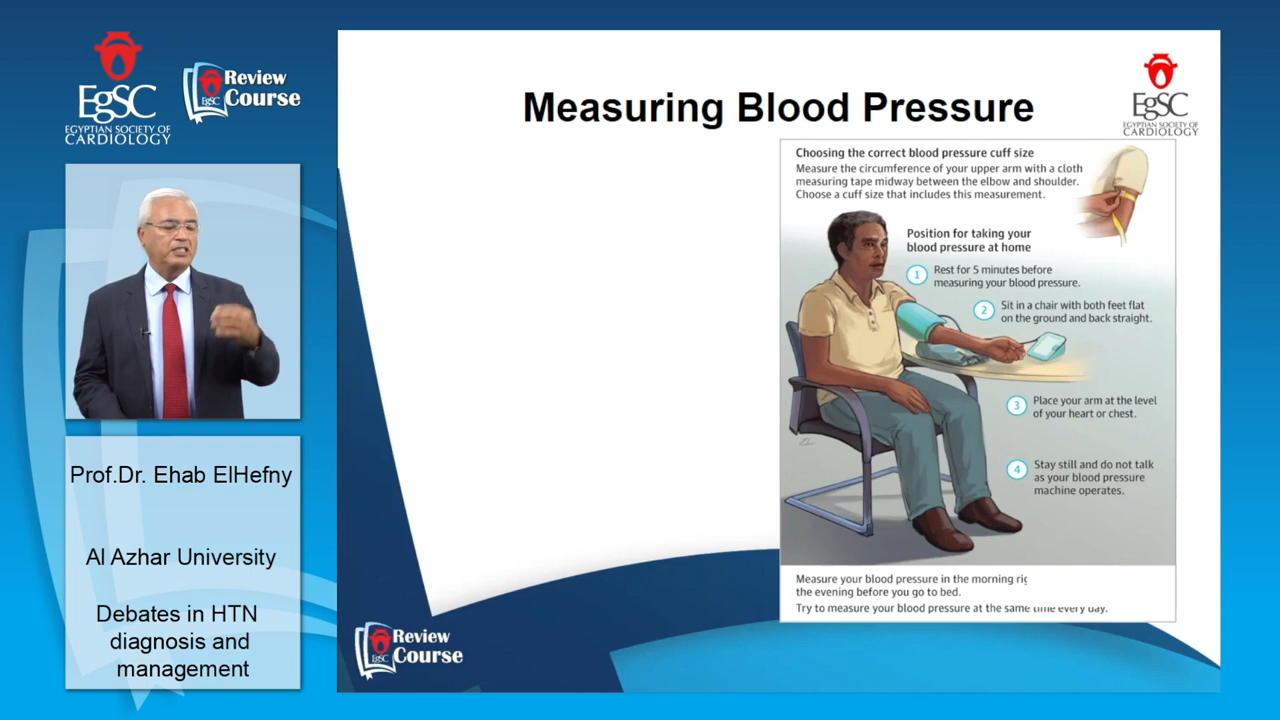 EgSC
EGYPTIAN SOCIETY OF
CARDIOLOGY
Review
Course
EgSC
Prof.Dr. Ehab ElHefny
Al Azhar University
Debates in HTN
diagnosis and
management
Measuring Blood Pressure
EgSC
EGYPTIAN SOCIETY OF
CARDIOLOGY
Choosing the correct blood pressure cuff size
Measure the circumference of your upper arm with a cloth
measuring tape midway between the elbow and shoulder.
Choose a cuff size that includes this measurement.
Position for taking your
blood pressure at home
1 Rest for 5 minutes before
measuring your blood pressure.
2 Sit in a chair with both feet flat
on the ground and back straight.
3 Place your arm at the level
of your heart or chest.
4 Stay still and do not talk
as your blood pressure
machine operates.
Measure your blood pressure in the morning
the evening before you go to bed.
Try to measure your blood pressure at the same time every day.
Review
Course
EgSC